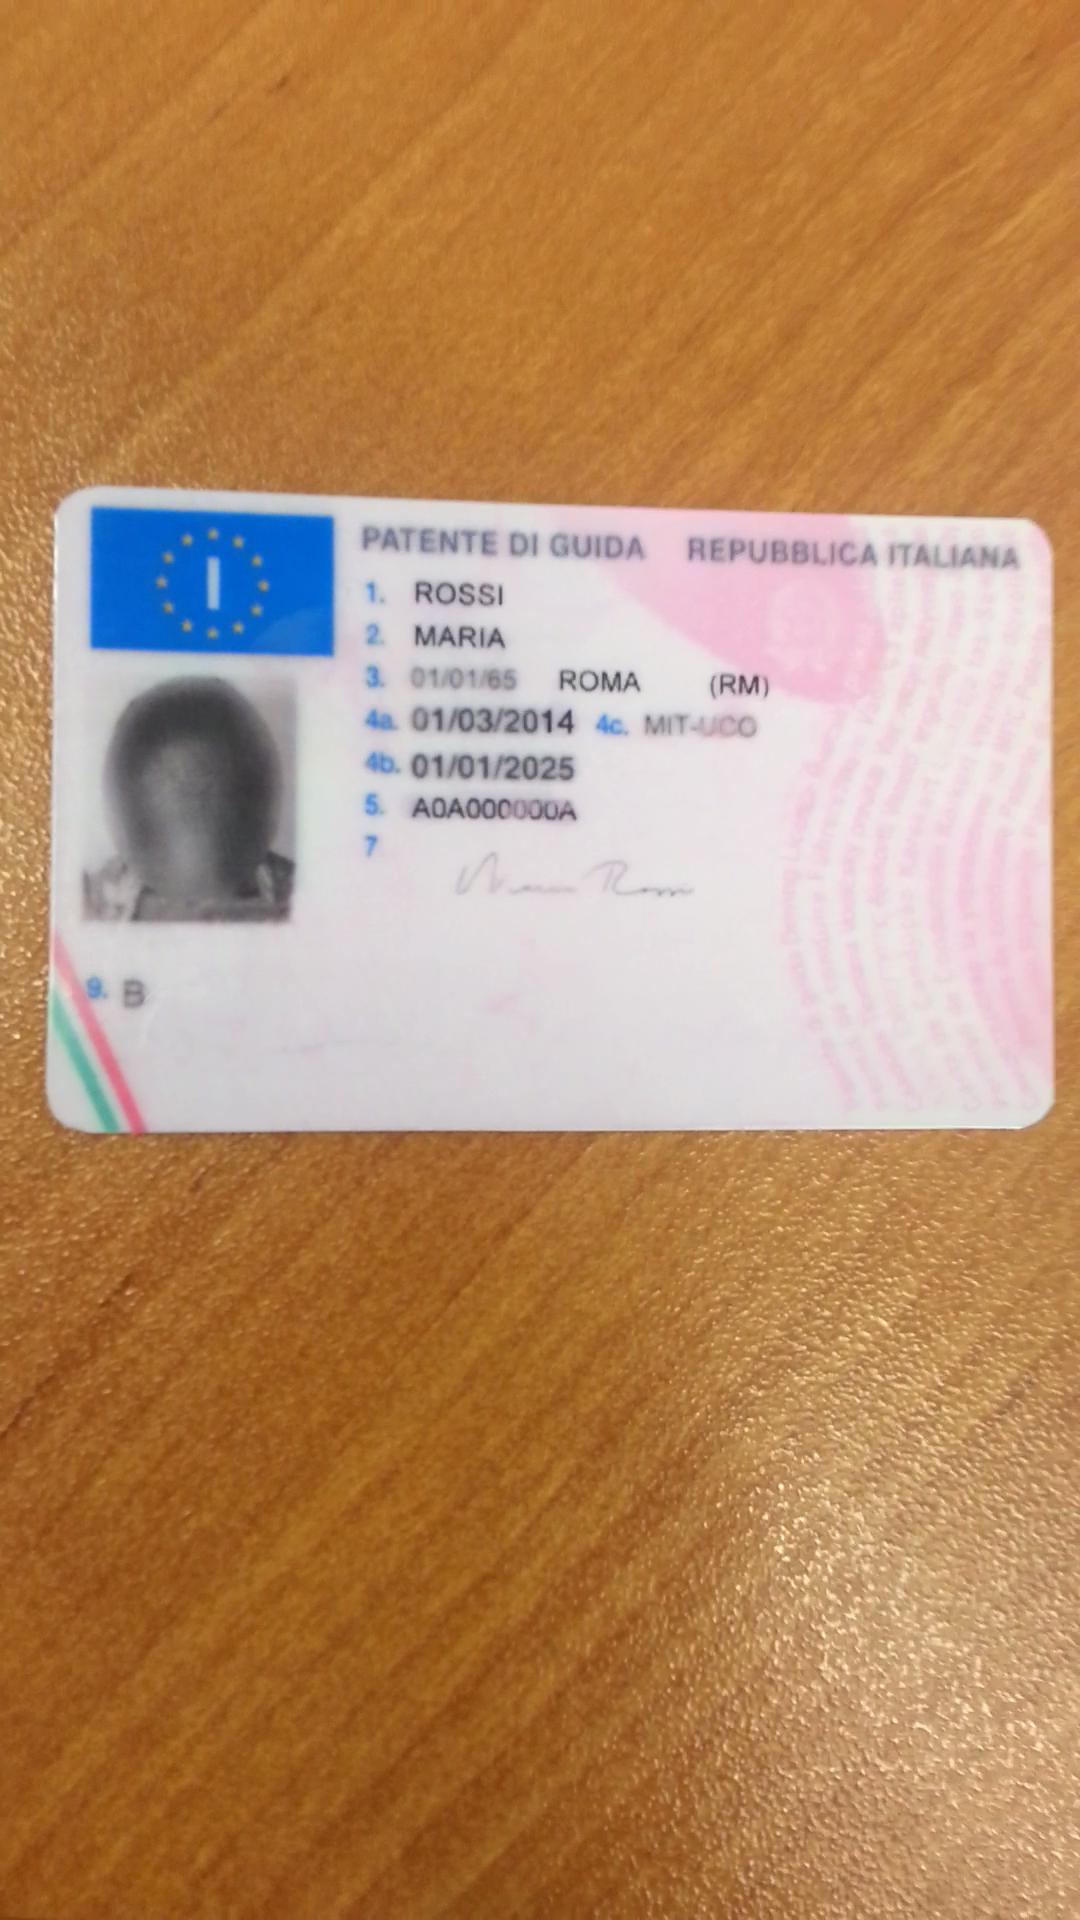 I
PATENTE DI GUIDA REPUBBLICA ITALIANA
1. ROSSI
2. MARIA
3. 01/01/65 ROMA (RM)
4a. 01/03/2014 4c. MIT-UCO
4b. 01/01/2025
5. A0A000000A
7
Maria Rossi
9. B